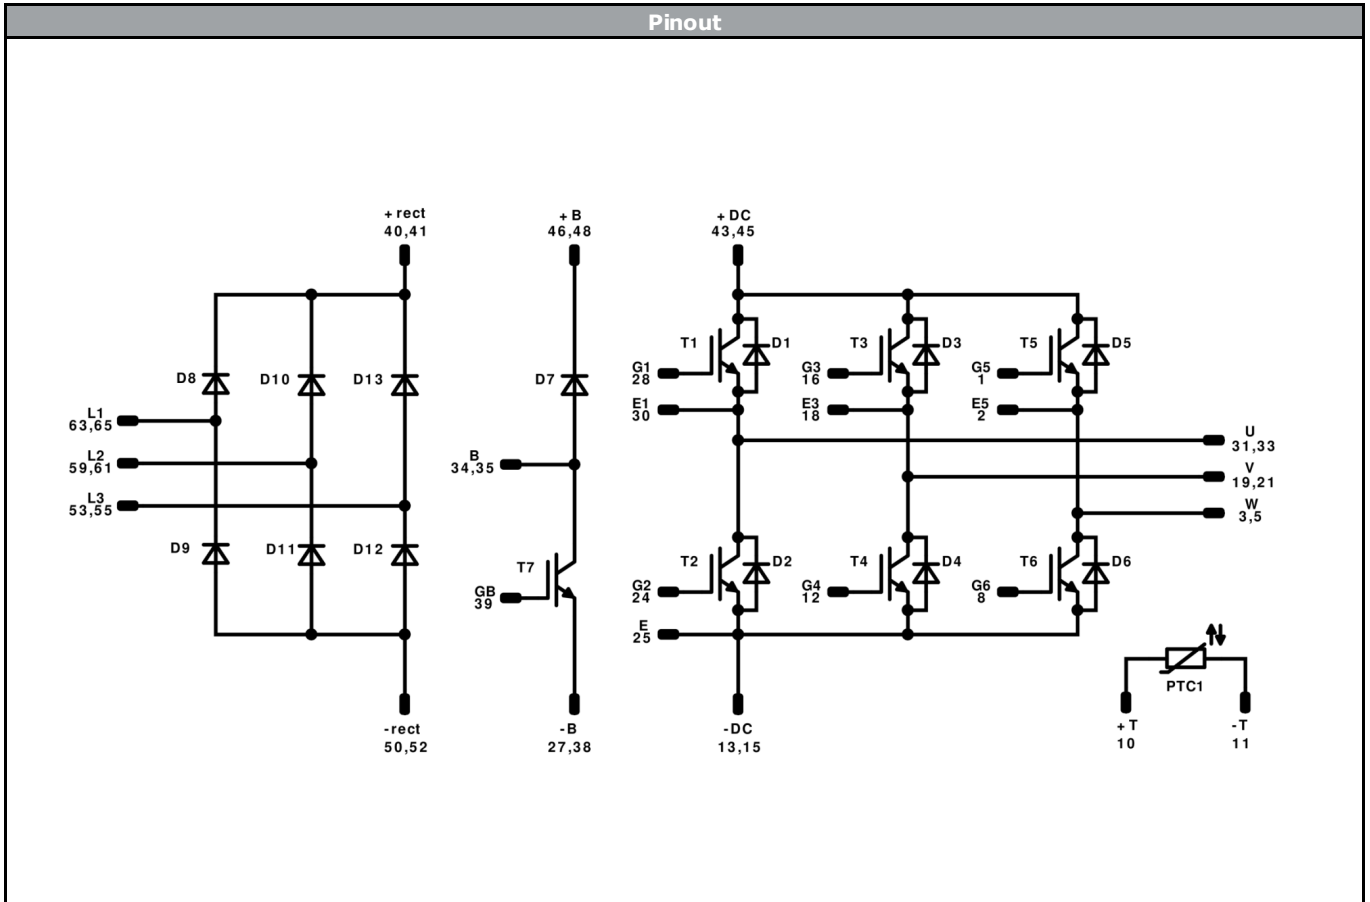 Pinout
+rect
40,41
+B
46,48
+DC
43,45
D8
D10
D13
D7
T1
D1
T3
D3
T5
D5
G1
28
G3
16
G5
1
E1
30
E3
18
E5
2
L1
63,65
L2
59,61
L3
53,55
B
34,35
U
31,33
V
19,21
W
3,5
D9
D11
D12
T7
GB
39
T2
D2
T4
D4
T6
D6
G2
24
G4
12
G6
8
E
25
PTC1
-rect
50,52
-B
27,38
-DC
13,15
+T
10
-T
11